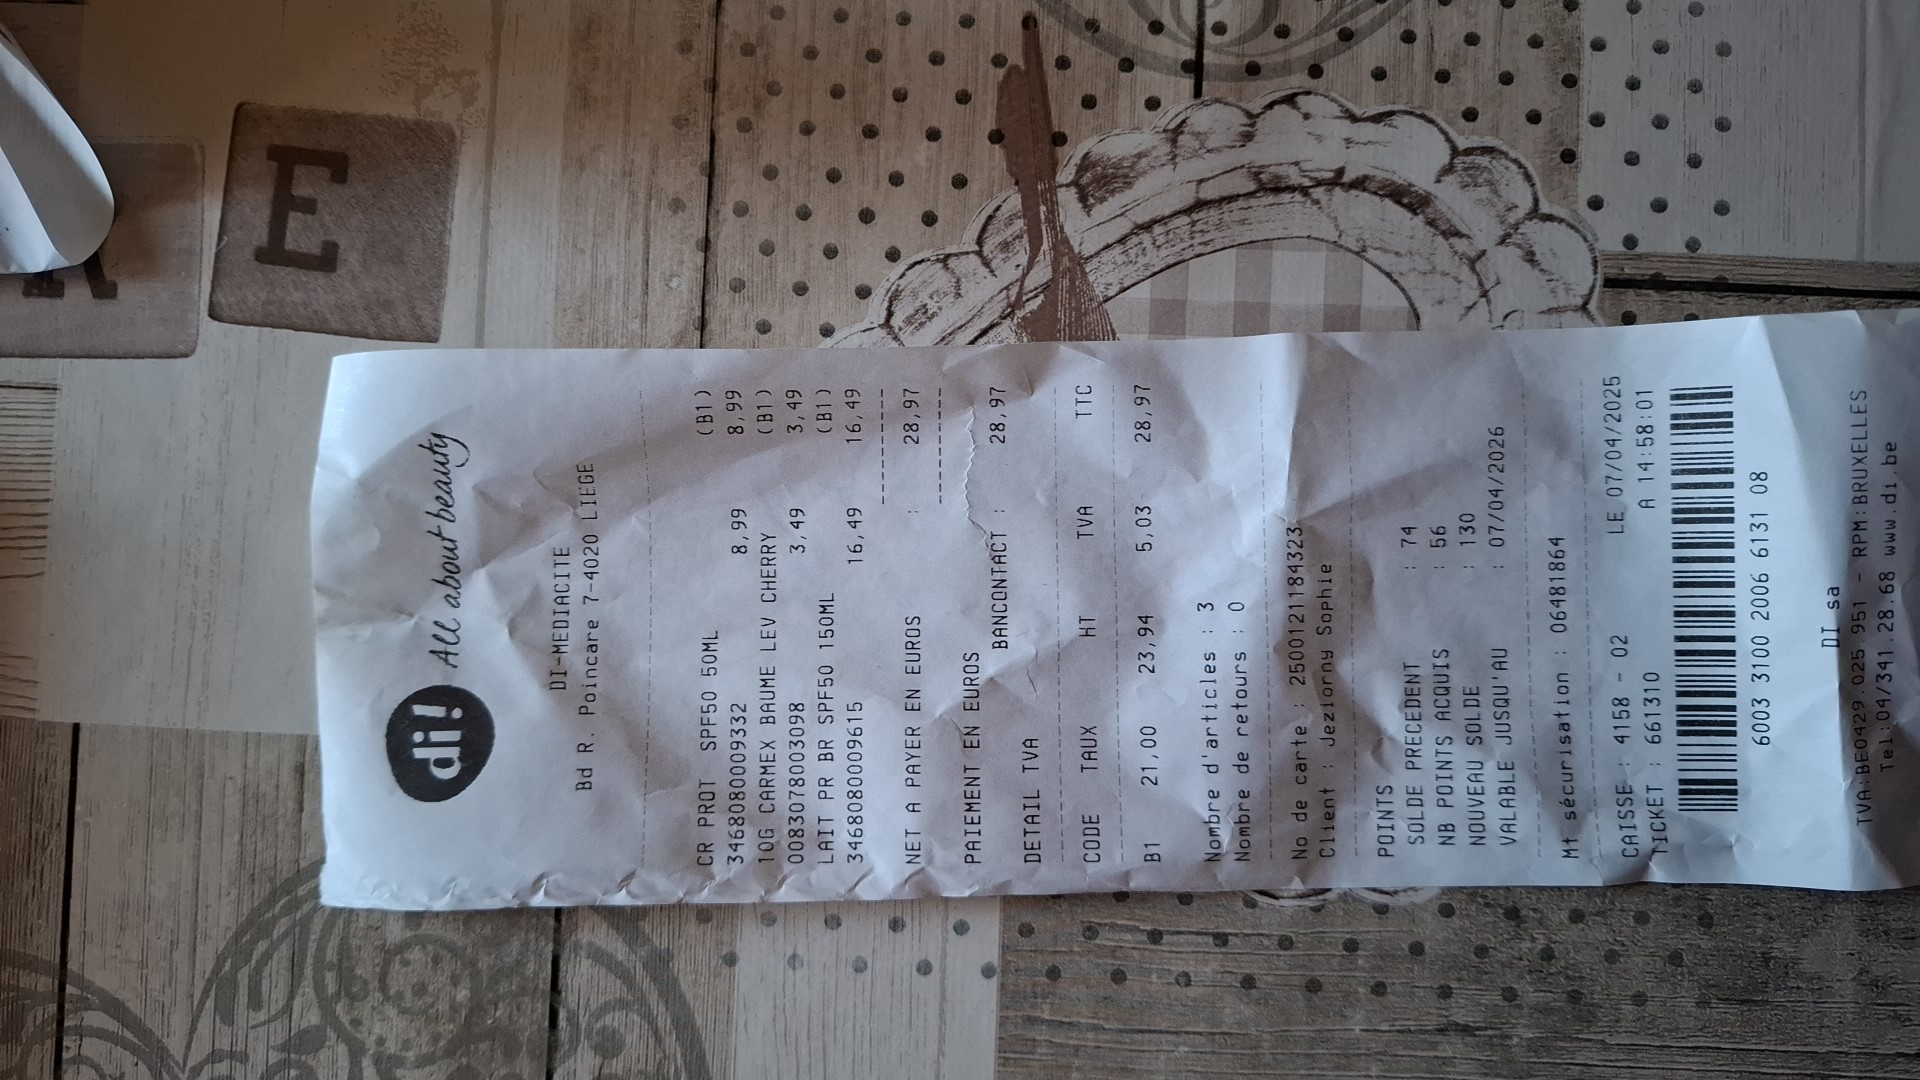 E
di! All about beauty
DI-MEDIACITE
Bd R. Poincare 7-4020 LIEGE
CR PROT SPF50 50ML (B1)
3468080009332 8,99 8,99
10G CARMEX BAUME LEV CHERRY (B1)
0083078003098 3,49 3,49
LAIT PR BR SPF50 150ML (B1)
3468080009615 16,49 16,49
NET A PAYER EN EUROS : 28,97
PAIEMENT EN EUROS
BANCONTACT : 28,97
DETAIL TVA
CODE TAUX HT TVA TTC
B1 21,00 23,94 5,03 28,97
Nombre d'articles : 3
Nombre de retours : 0
No de carte : 2500121184323
Client : Jeziorny Sophie
POINTS
SOLDE PRECEDENT : 74
NB POINTS ACQUIS : 56
NOUVEAU SOLDE : 130
VALABLE JUSQU'AU : 07/04/2026
Mt sécurisation : 06481864
CAISSE : 4158 - 02 LE 07/04/2025
TICKET : 661310 A 14:58:01
6003 3100 2006 6131 08
DI sa
TVA:BE0429.025.951 - RPM:BRUXELLES
Tel:04/341.28.68 www.di.be